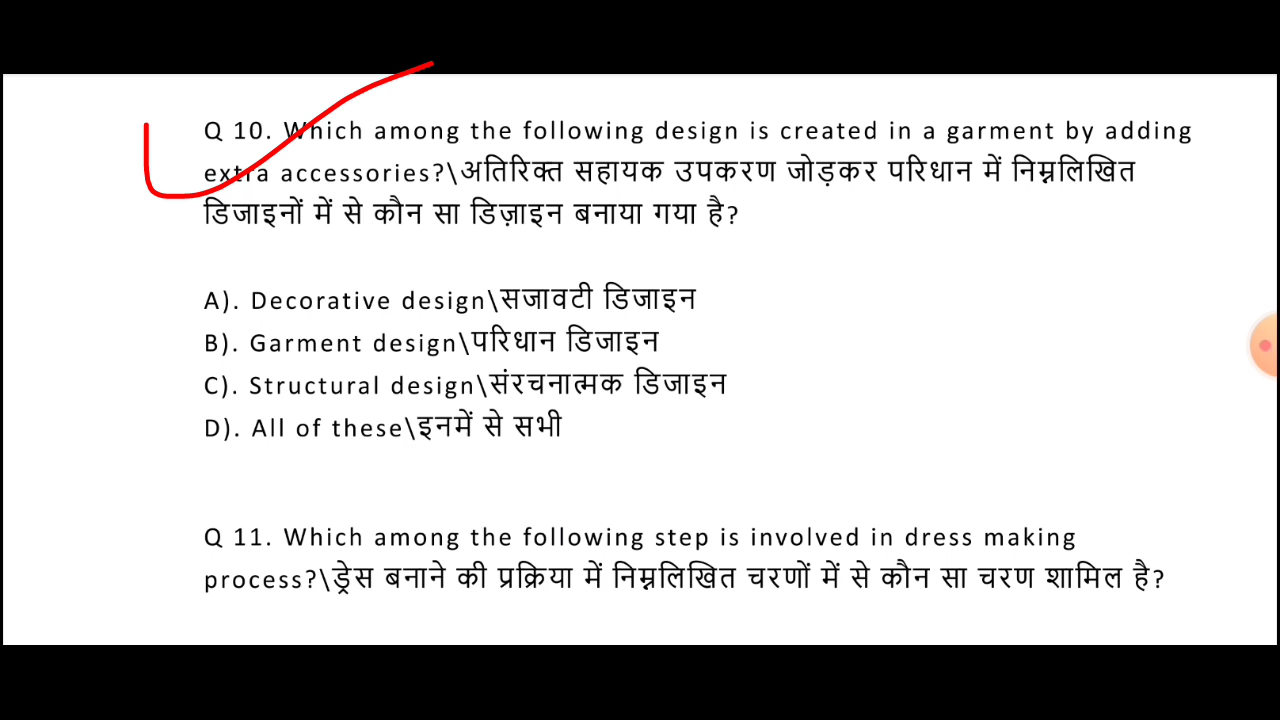 Q 10. Which among the following design is created in a garment by adding
extra accessories?\अतिरिक्त सहायक उपकरण जोड़कर परिधान में निम्नलिखित
डिजाइनों में से कौन सा डिज़ाइन बनाया गया है?
A). Decorative design\सजावटी डिजाइन
B). Garment design\परिधान डिजाइन
C). Structural design\संरचनात्मक डिजाइन
D). All of these\इनमें से सभी
Q 11. Which among the following step is involved in dress making
process?\ड्रेस बनाने की प्रक्रिया में निम्नलिखित चरणों में से कौन सा चरण शामिल है?